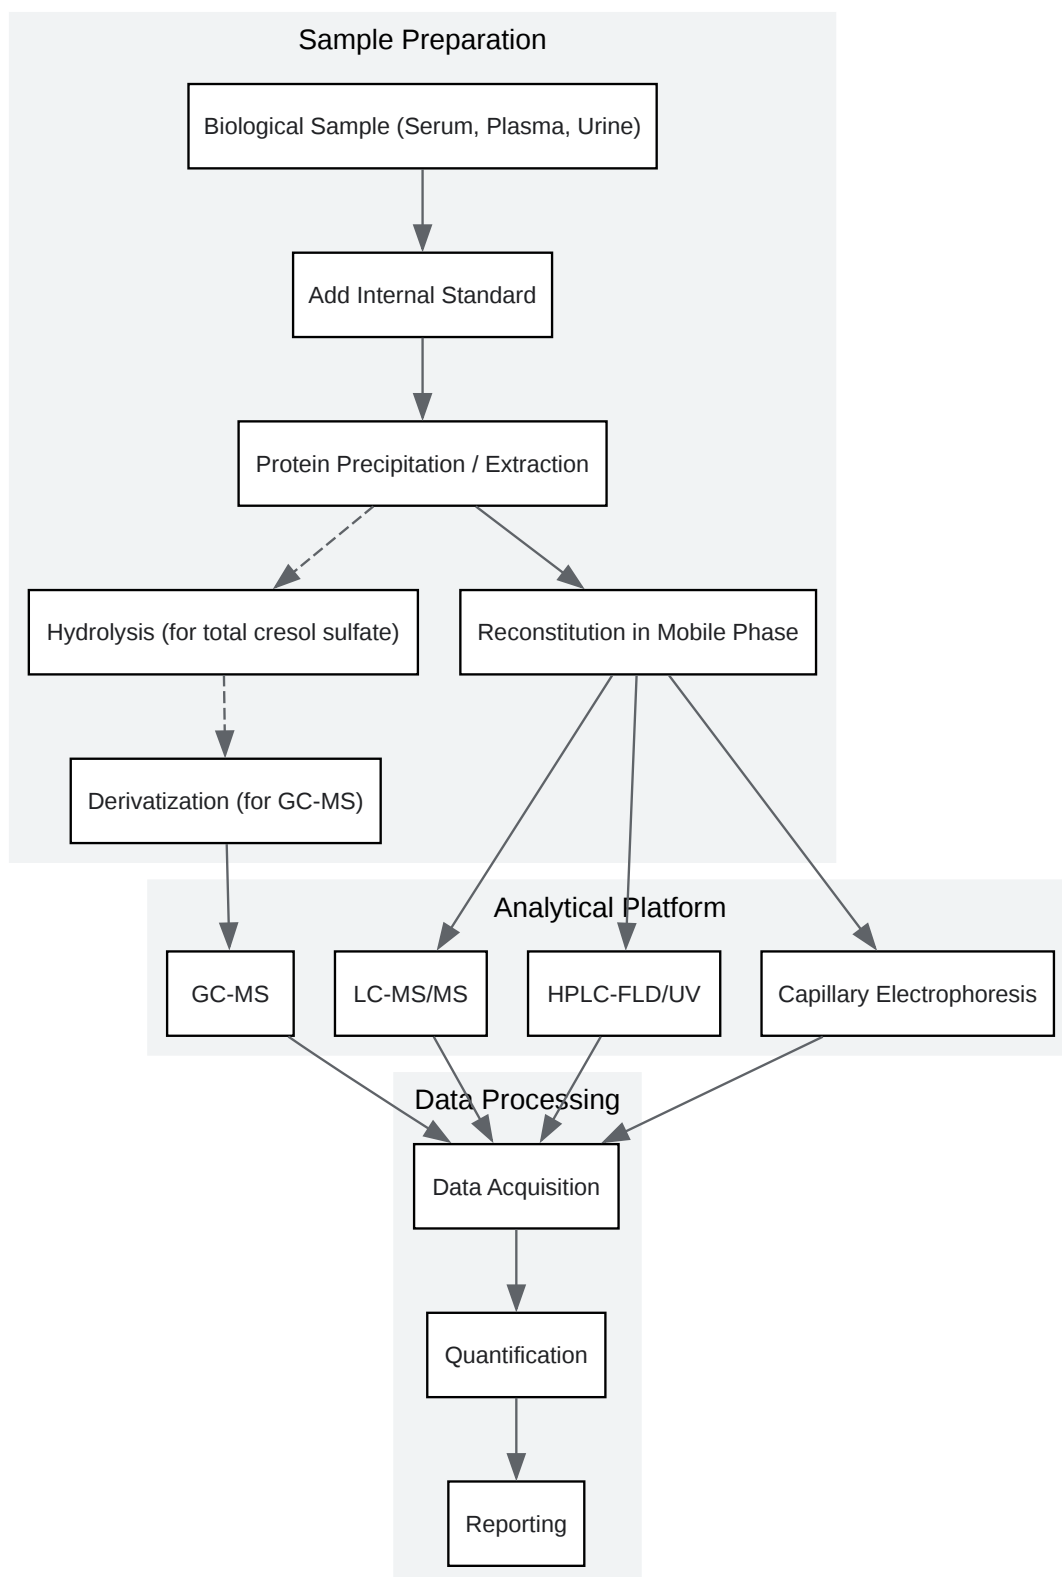 Sample Preparation
Biological Sample (Serum, Plasma, Urine)
Add Internal Standard
Protein Precipitation / Extraction
Hydrolysis (for total cresol sulfate)
Reconstitution in Mobile Phase
Derivatization (for GC-MS)
Analytical Platform
GC-MS
LC-MS/MS
HPLC-FLD/UV
Capillary Electrophoresis
Data Processing
Data Acquisition
Quantification
Reporting